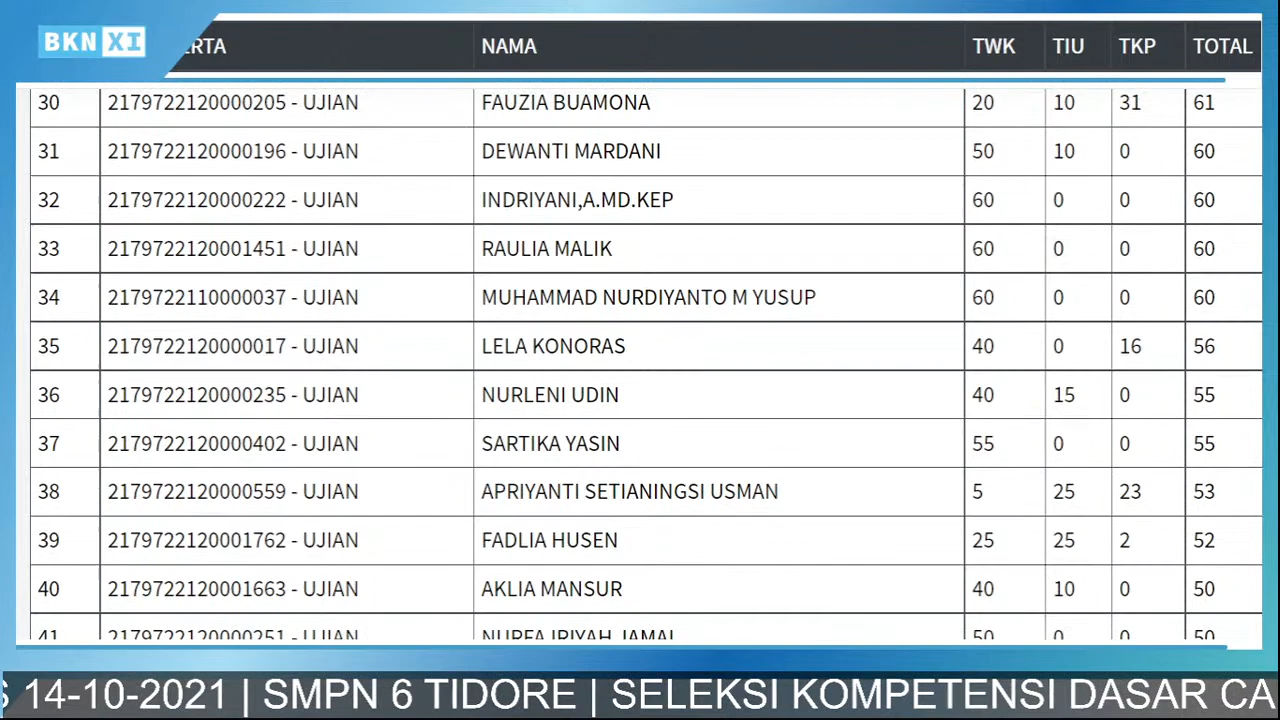 BKN XI
ERTA NAMA TWK TIU TKP TOTAL
30 2179722120000205 - UJIAN FAUZIA BUAMONA 20 10 31 61
31 2179722120000196 - UJIAN DEWANTI MARDANI 50 10 0 60
32 2179722120000222 - UJIAN INDRIYANI,A.MD.KEP 60 0 0 60
33 2179722120001451 - UJIAN RAULIA MALIK 60 0 0 60
34 2179722110000037 - UJIAN MUHAMMAD NURDIYANTO M YUSUP 60 0 0 60
35 2179722120000017 - UJIAN LELA KONORAS 40 0 16 56
36 2179722120000235 - UJIAN NURLENI UDIN 40 15 0 55
37 2179722120000402 - UJIAN SARTIKA YASIN 55 0 0 55
38 2179722120000559 - UJIAN APRIYANTI SETIANINGSI USMAN 5 25 23 53
39 2179722120001762 - UJIAN FADLIA HUSEN 25 25 2 52
40 2179722120001663 - UJIAN AKLIA MANSUR 40 10 0 50
41 2179722120000251 - UJIAN 50 0 0 50
S 14-10-2021 | SMPN 6 TIDORE | SELEKSI KOMPETENSI DASAR CA